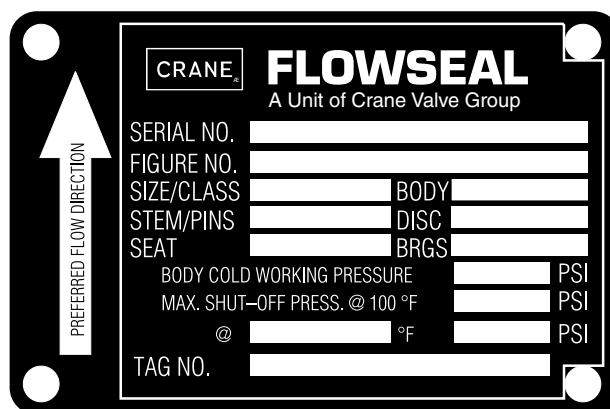 CRANE
FLOWSEAL
A Unit of Crane Valve Group
SERIAL NO.
FIGURE NO.
SIZE/CLASS BODY
STEM/PINS DISC
SEAT BRGS
BODY COLD WORKING PRESSURE PSI
MAX. SHUT–OFF PRESS. @ 100 °F PSI
@ °F PSI
TAG NO.
PREFERRED FLOW DIRECTION